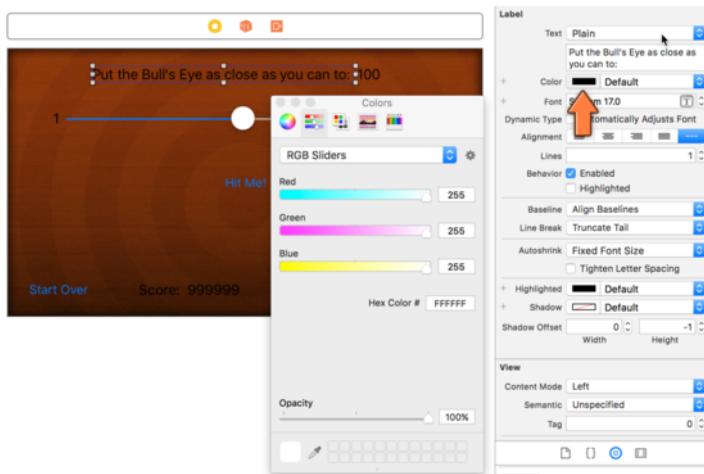 Put the Bull's Eye as close as you can to: 100
1
Hit Me!
Start Over
Score: 999999
Colors
RGB Sliders
Red
255
Green
255
Blue
255
Hex Color # FFFFFF
Opacity
100%
Label
Text Plain
Put the Bull's Eye as close as
you can to:
Color Default
Font 17.0
Dynamic Type Automatically Adjusts Font
Alignment
Lines 1
Behavior Enabled
Highlighted
Baseline Align Baselines
Line Break Truncate Tail
Autoshrink Fixed Font Size
Tighten Letter Spacing
Highlighted Default
Shadow Default
Shadow Offset 0 -1
Width Height
View
Content Mode Left
Semantic Unspecified
Tag 0